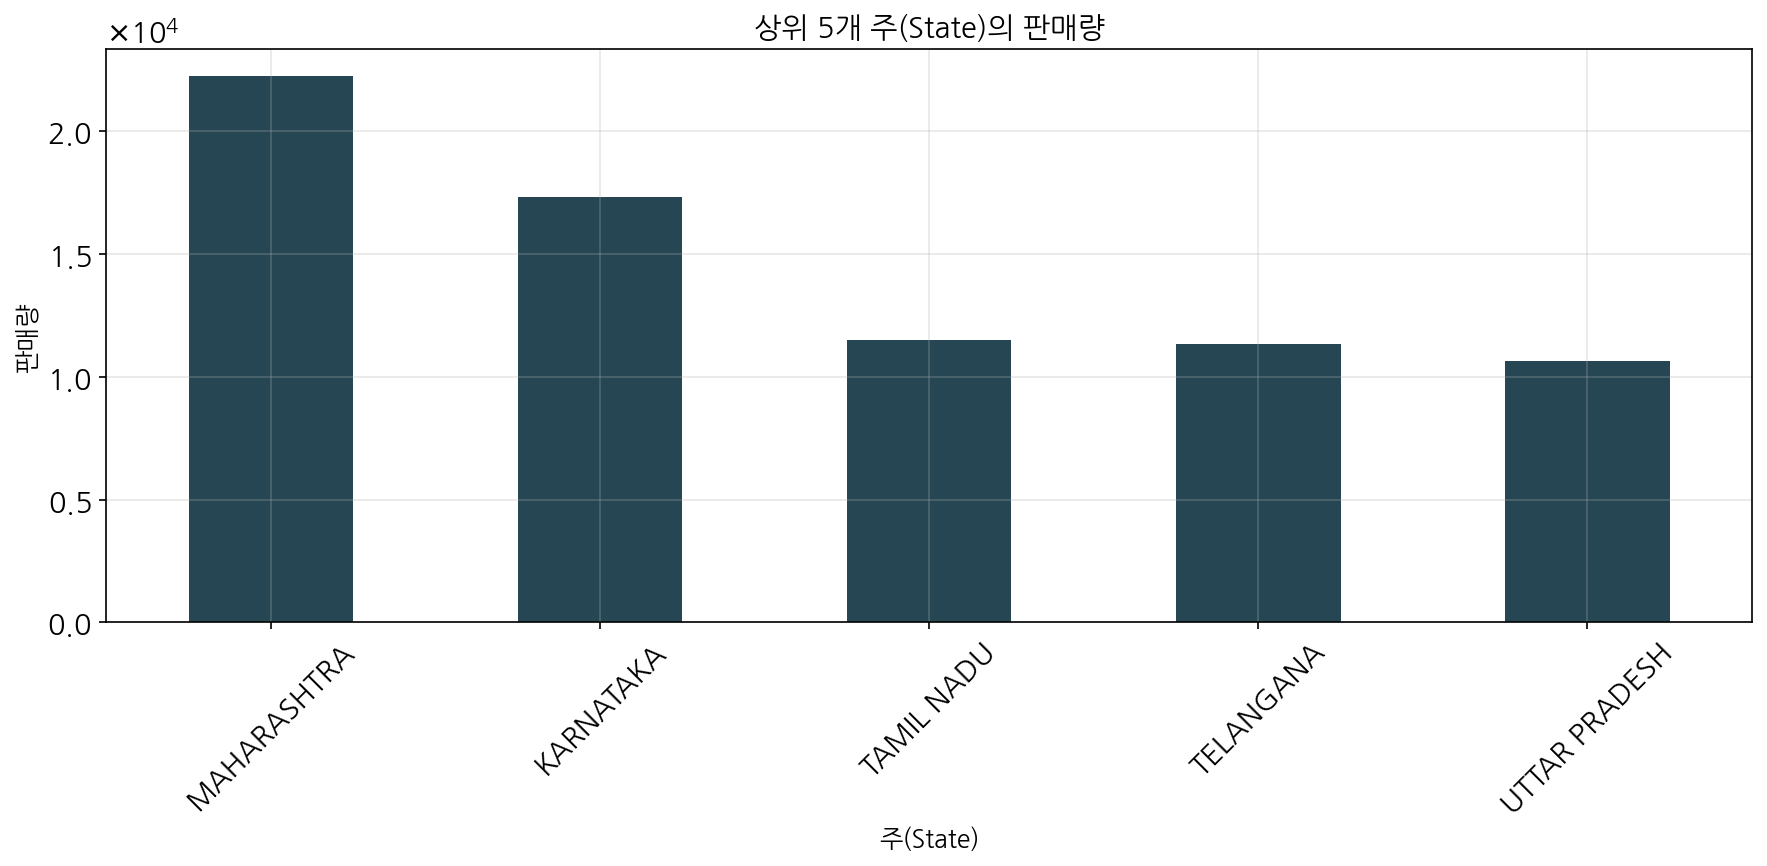 상위 5개 주(State)의 판매량
×10⁴
2.0
1.5
1.0
0.5
0.0
판매량
MAHARASHTRA
KARNATAKA
TAMIL NADU
TELANGANA
UTTAR PRADESH
주(State)